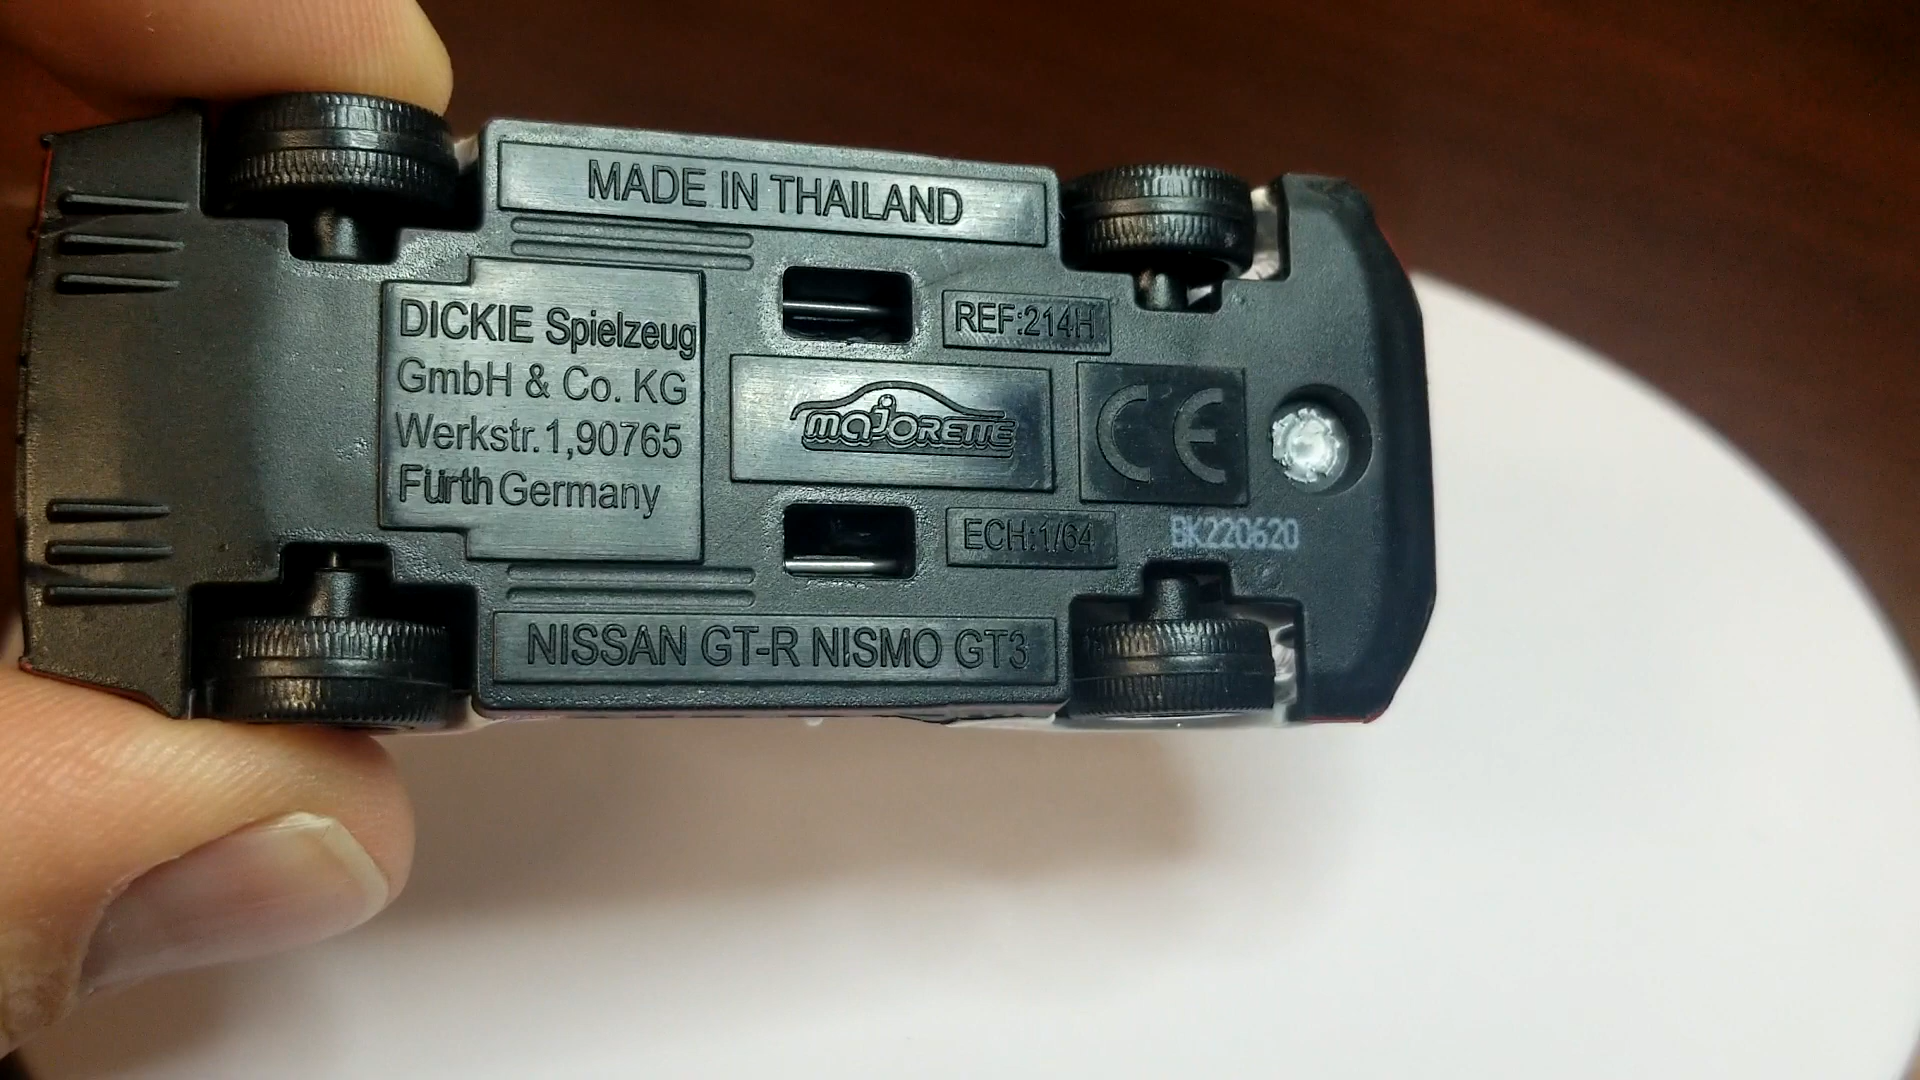 MADE IN THAILAND
DICKIE Spielzeug
GmbH & Co. KG
Werkstr.1,90765
Fürth Germany
REF:214H
majorette
CE
ECH:1/64
BK220620
NISSAN GT-R NISMO GT3